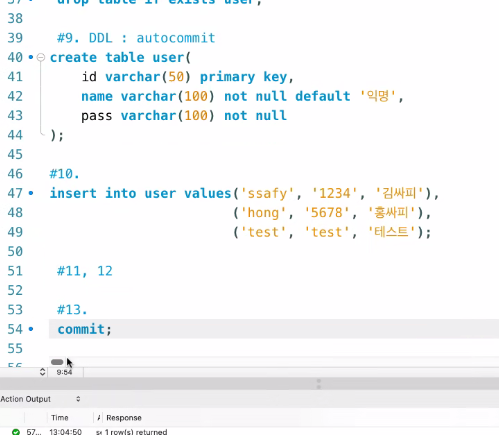 37 drop table if exists user;
38
39 #9. DDL : autocommit
40 create table user(
41 id varchar(50) primary key,
42 name varchar(100) not null default '익명',
43 pass varchar(100) not null
44 );
45
46 #10.
47 insert into user values('ssafy', '1234', '김싸피'),
48 ('hong', '5678', '홍싸피'),
49 ('test', 'test', '테스트');
50
51 #11, 12
52
53 #13.
54 commit;
55
56
9:54
Action Output
Time Response
57... 13:04:50 1 row(s) returned